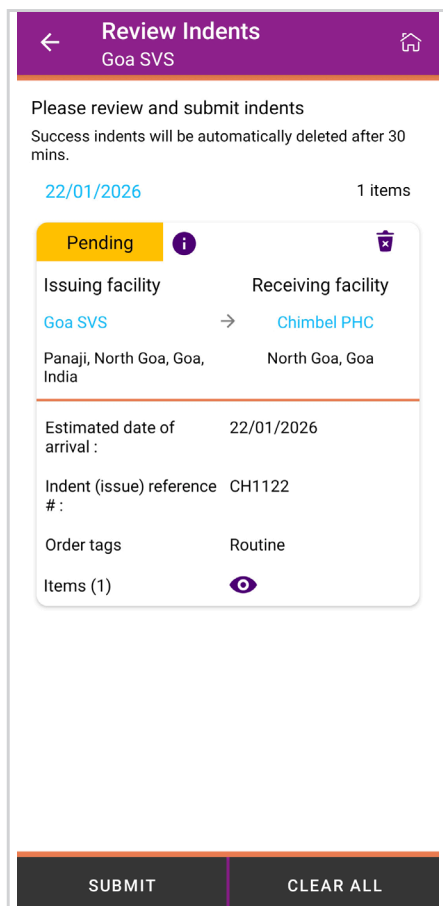 Review Indents
Goa SVS
Please review and submit indents
Success indents will be automatically deleted after 30
mins.
22/01/2026 1 items
Pending
Issuing facility Receiving facility
Goa SVS → Chimbel PHC
Panaji, North Goa, Goa, North Goa, Goa
India
Estimated date of 22/01/2026
arrival :
Indent (issue) reference CH1122
# :
Order tags Routine
Items (1)
SUBMIT CLEAR ALL